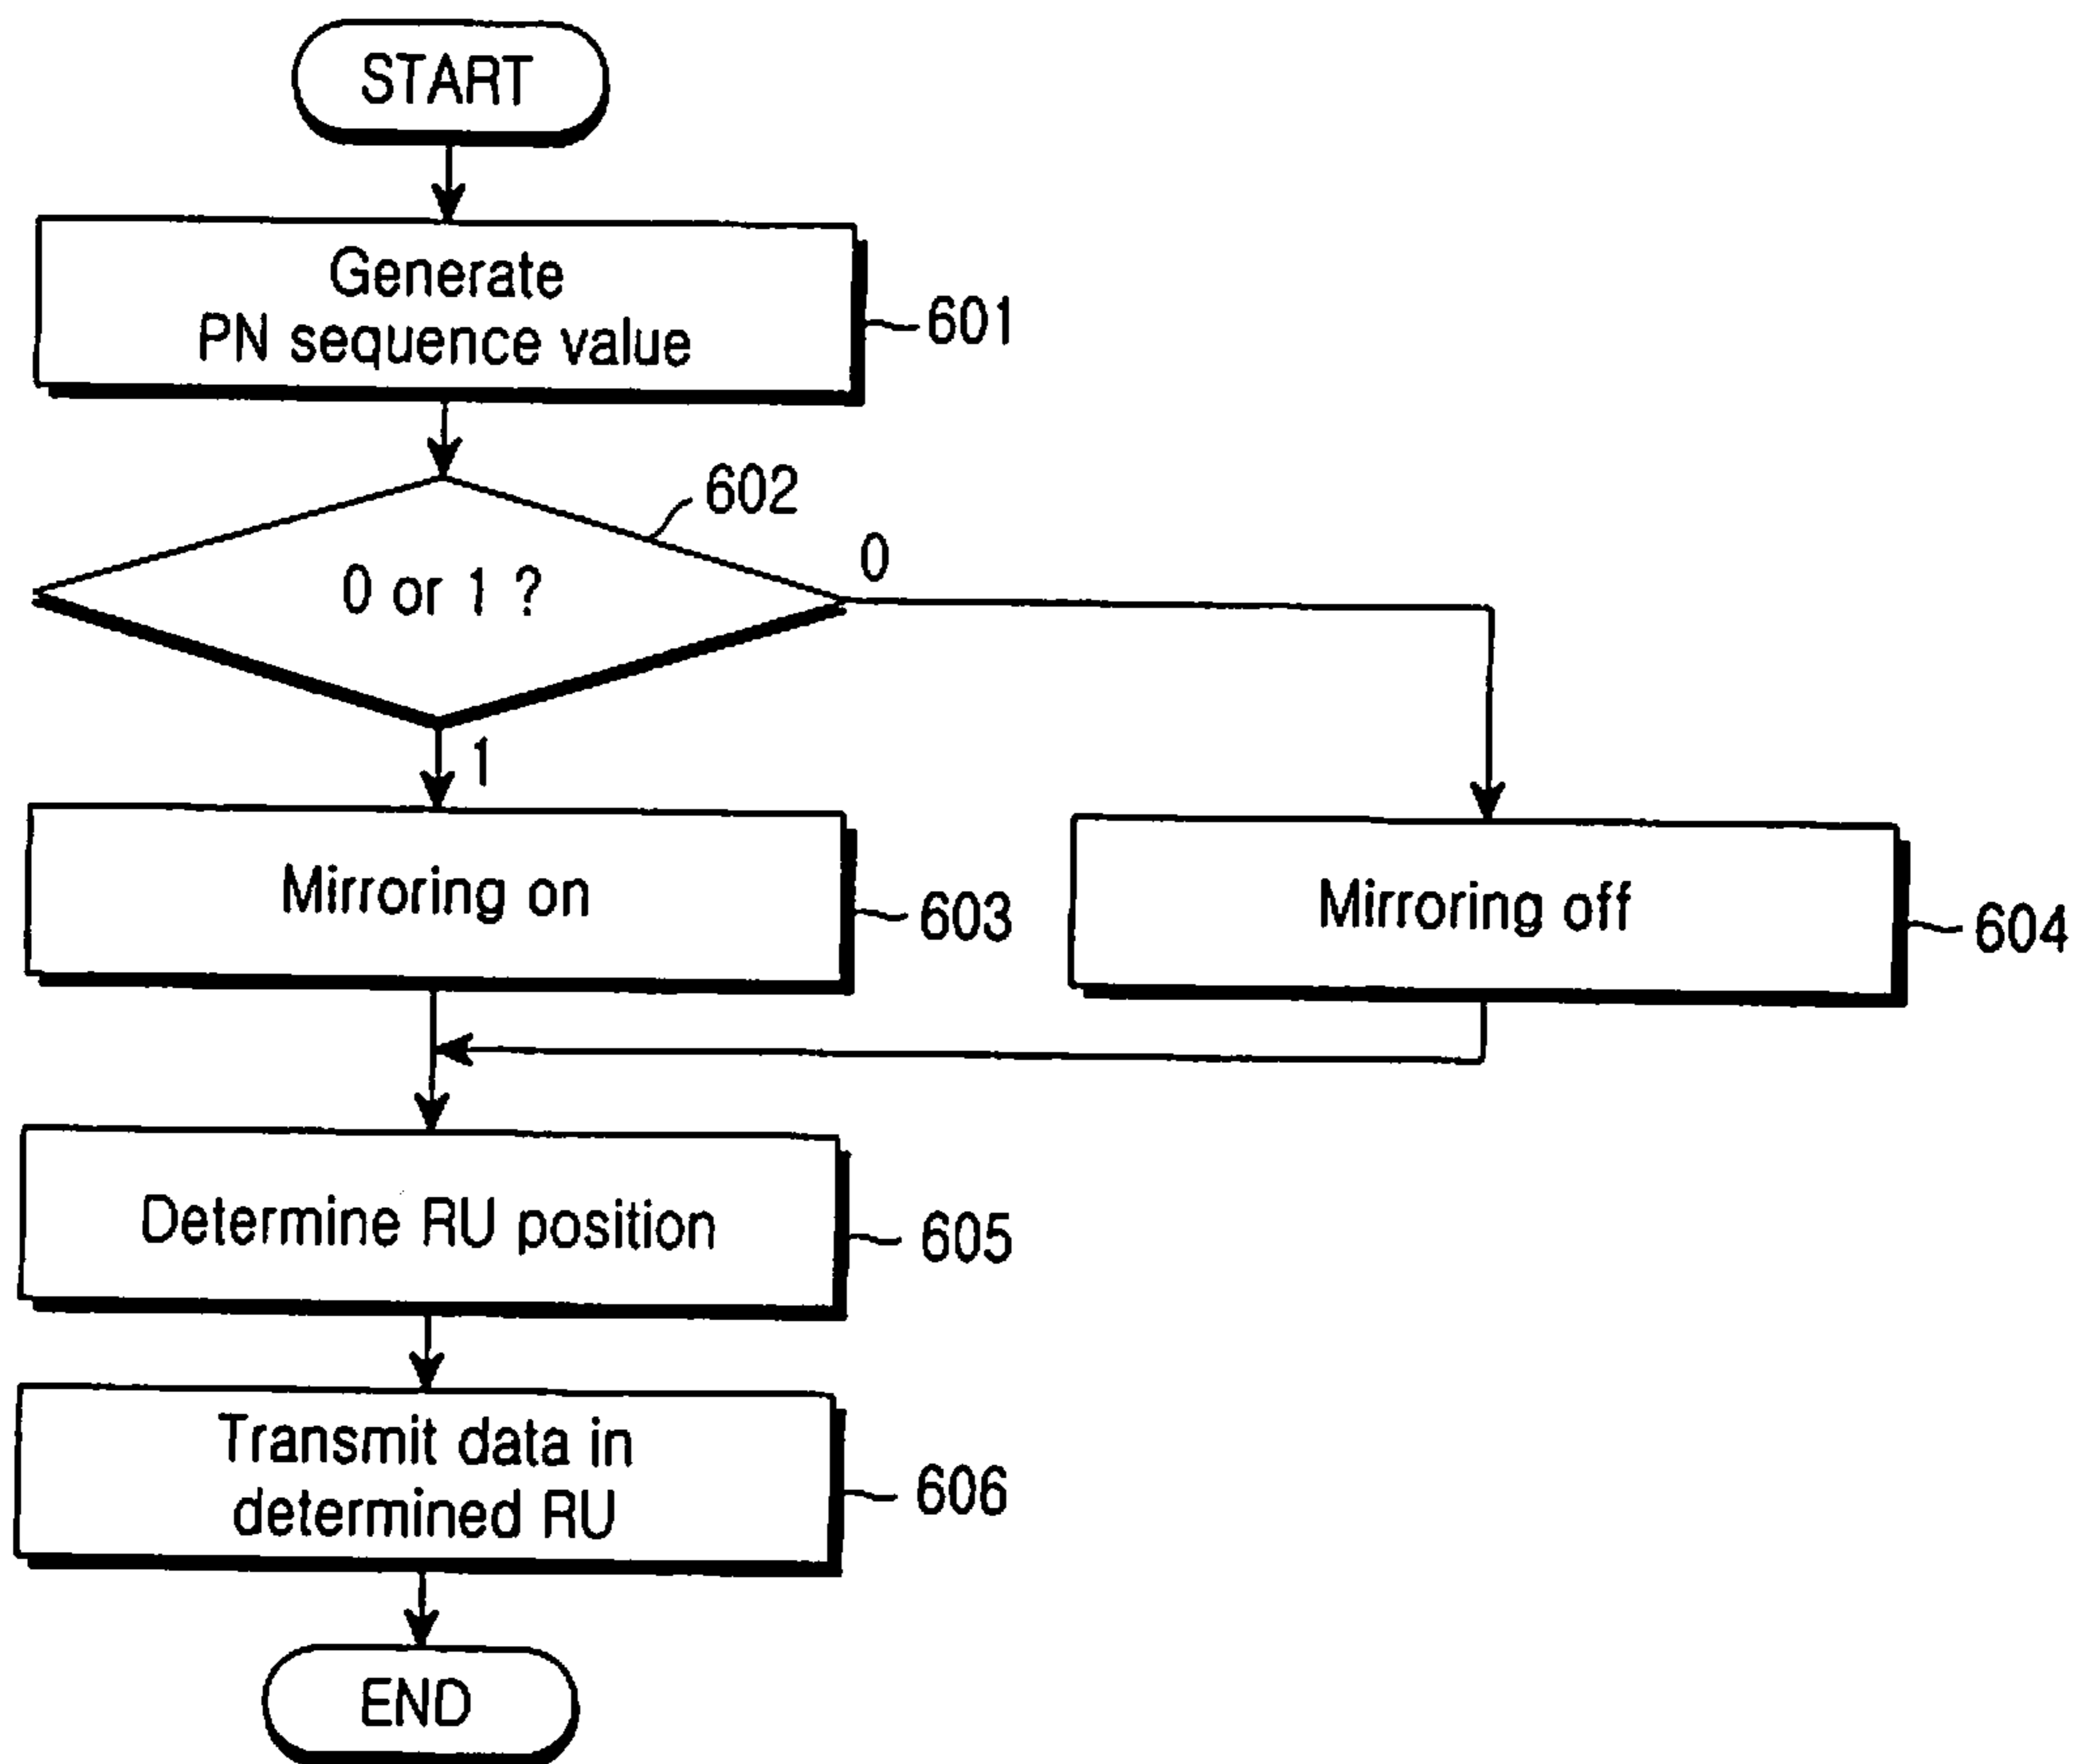 START
Generate
PN sequence value
601
602
0 or 1 ?
0
1
Mirroring on
603
Mirroring off
604
Determine RU position
605
Transmit data in
determined RU
606
END